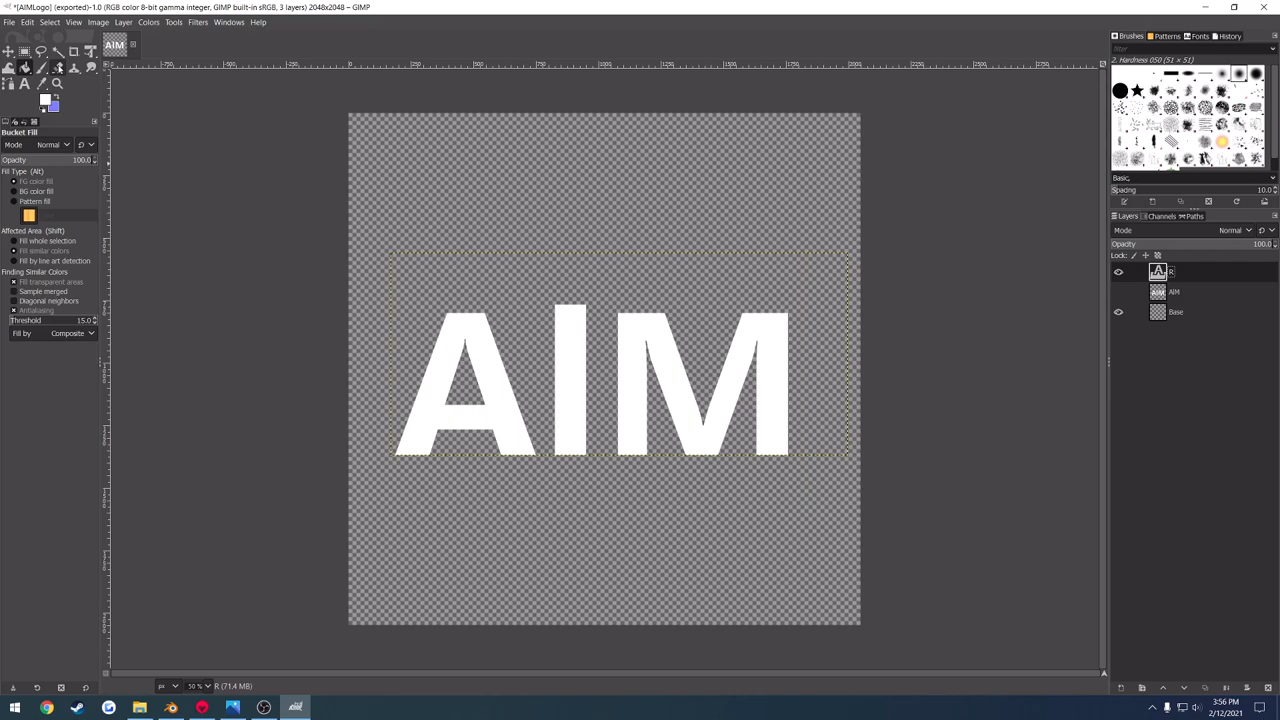 *[AIMLogo] (exported)-1.0 (RGB color 8-bit gamma integer, GIMP built-in sRGB, 3 layers) 2048x2048 – GIMP
File Edit Select View Image Layer Colors Tools Filters Windows Help
AIM
Brushes Patterns Fonts History
filter
2. Hardness 050 (51 × 51)
Bucket Fill
Mode Normal
Opacity 100.0
Fill Type (Alt)
FG color fill
BG color fill
Pattern fill
Affected Area (Shift)
Fill whole selection
Fill similar colors
Fill by line art detection
Finding Similar Colors
Fill transparent areas
Sample merged
Diagonal neighbors
Antialiasing
Threshold 15.0
Fill by Composite
AIM
Basic,
Spacing 10.0
Layers Channels Paths
Mode Normal
Opacity 100.0
Lock:
R
AIM
Base
px 50 % R (71.4 MB)
3:56 PM
2/12/2021